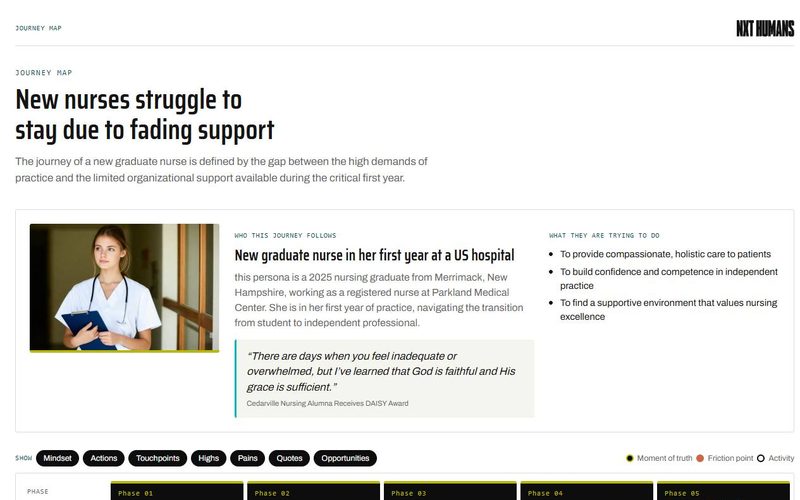 JOURNEY MAP
NXT HUMANS
JOURNEY MAP
New nurses struggle to
stay due to fading support
The journey of a new graduate nurse is defined by the gap between the high demands of
practice and the limited organizational support available during the critical first year.
WHO THIS JOURNEY FOLLOWS
New graduate nurse in her first year at a US hospital
this persona is a 2025 nursing graduate from Merrimack, New
Hampshire, working as a registered nurse at Parkland Medical
Center. She is in her first year of practice, navigating the transition
from student to independent professional.
“There are days when you feel inadequate or
overwhelmed, but I’ve learned that God is faithful and His
grace is sufficient.”
Cedarville Nursing Alumna Receives DAISY Award
WHAT THEY ARE TRYING TO DO
To provide compassionate, holistic care to patients
To build confidence and competence in independent
practice
To find a supportive environment that values nursing
excellence
SHOW Mindset Actions Touchpoints Highs Pains Quotes Opportunities
Moment of truth Friction point Activity
PHASE Phase 01 Phase 02 Phase 03 Phase 04 Phase 05